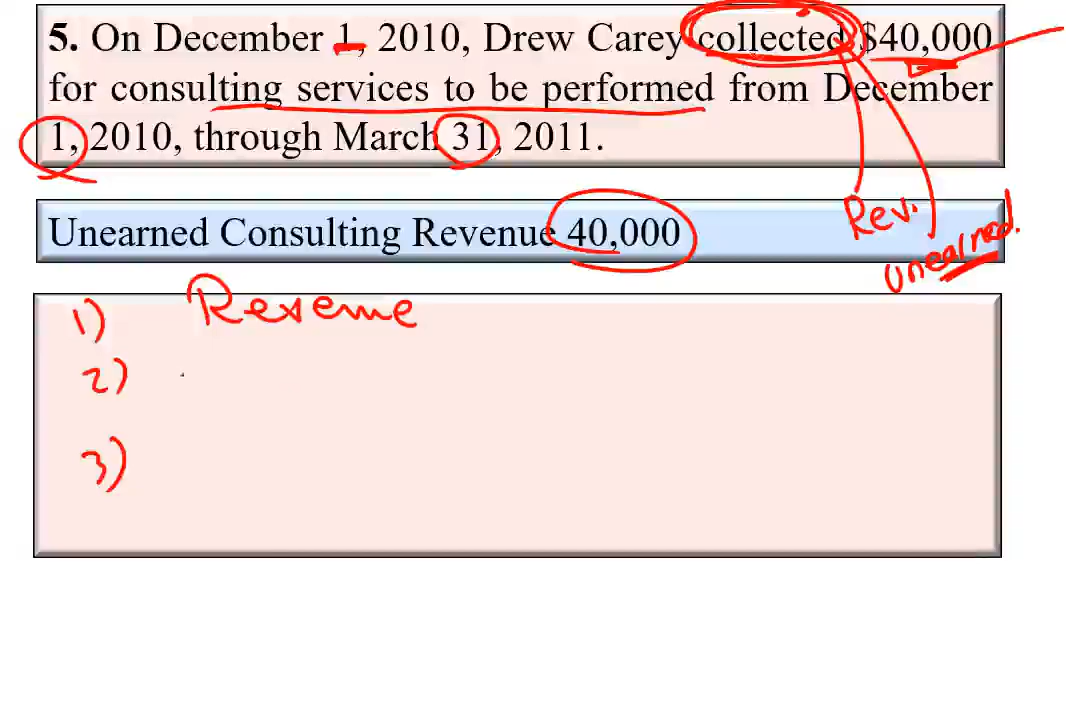 5. On December 1, 2010, Drew Carey collected $40,000
for consulting services to be performed from December
1, 2010, through March 31, 2011.
Rev.
unearned.
Unearned Consulting Revenue 40,000
1) Revenue
2)
3)